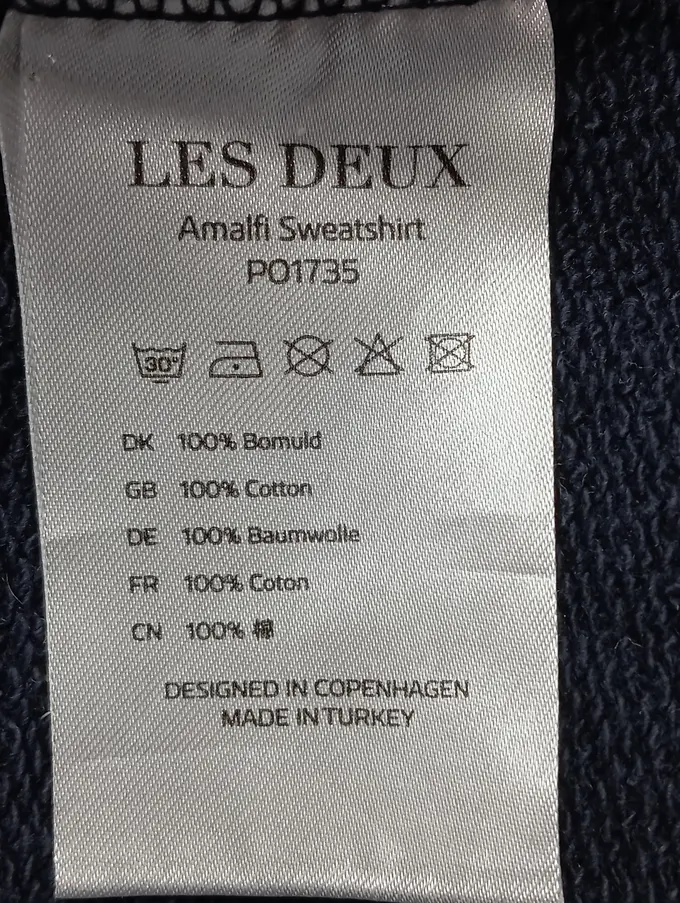 LES DEUX
Amalfi Sweatshirt
PO1735
30°
DK 100% Bomuld
GB 100% Cotton
DE 100% Baumwolle
FR 100% Coton
CN 100% 棉
DESIGNED IN COPENHAGEN
MADE IN TURKEY